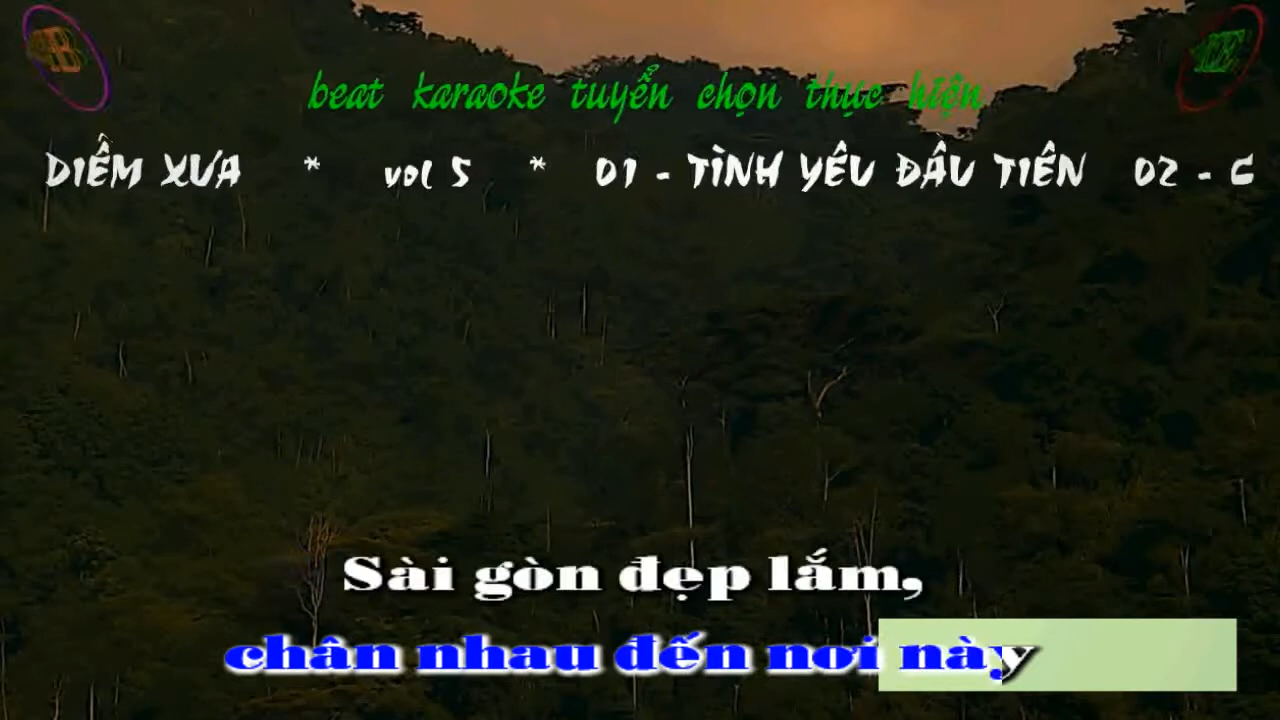 beat karaoke tuyển chọn thực hiện
DIỄM XƯA * vol 5 * 01 - TÌNH YÊU ĐẦU TIÊN 02 - C
Sài gòn đẹp lắm,
chân nhau đến nơi này